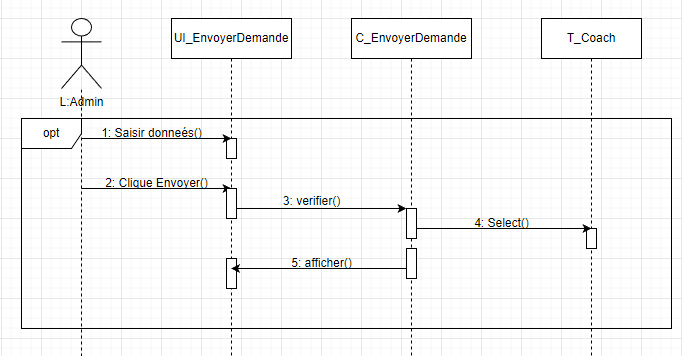 UI_EnvoyerDemande
C_EnvoyerDemande
T_Coach
L:Admin
opt
1: Saisir donneés()
2: Clique Envoyer()
3: verifier()
4: Select()
5: afficher()